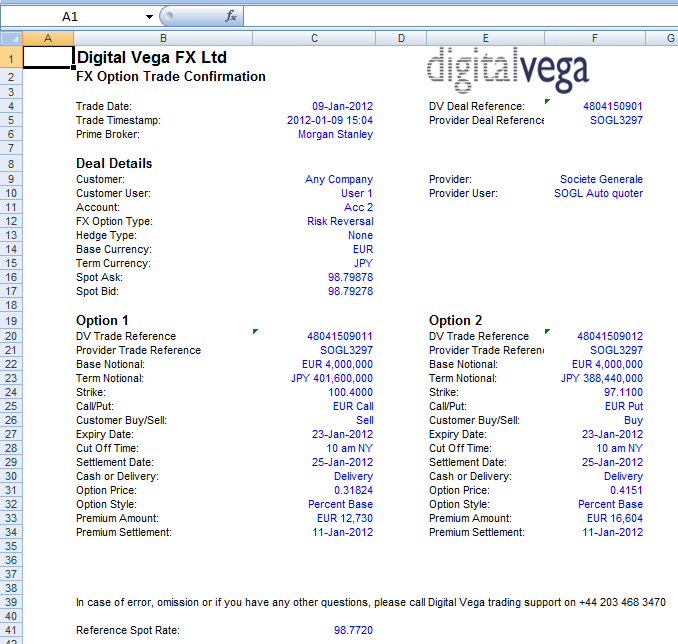 A1 fx
A B C D E F G
1 Digital Vega FX Ltd digitalvega
2 FX Option Trade Confirmation
3
4 Trade Date: 09-Jan-2012 DV Deal Reference: 4804150901
5 Trade Timestamp: 2012-01-09 15:04 Provider Deal Reference SOGL3297
6 Prime Broker: Morgan Stanley
7
8 Deal Details
9 Customer: Any Company Provider: Societe Generale
10 Customer User: User 1 Provider User: SOGL Auto quoter
11 Account: Acc 2
12 FX Option Type: Risk Reversal
13 Hedge Type: None
14 Base Currency: EUR
15 Term Currency: JPY
16 Spot Ask: 98.79878
17 Spot Bid: 98.79278
18
19 Option 1 Option 2
20 DV Trade Reference 48041509011 DV Trade Reference 48041509012
21 Provider Trade Reference SOGL3297 Provider Trade Referen SOGL3297
22 Base Notional: EUR 4,000,000 Base Notional: EUR 4,000,000
23 Term Notional: JPY 401,600,000 Term Notional: JPY 388,440,000
24 Strike: 100.4000 Strike: 97.1100
25 Call/Put: EUR Call Call/Put: EUR Put
26 Customer Buy/Sell: Sell Customer Buy/Sell: Buy
27 Expiry Date: 23-Jan-2012 Expiry Date: 23-Jan-2012
28 Cut Off Time: 10 am NY Cut Off Time: 10 am NY
29 Settlement Date: 25-Jan-2012 Settlement Date: 25-Jan-2012
30 Cash or Delivery: Delivery Cash or Delivery: Delivery
31 Option Price: 0.31824 Option Price: 0.4151
32 Option Style: Percent Base Option Style: Percent Base
33 Premium Amount: EUR 12,730 Premium Amount: EUR 16,604
34 Premium Settlement: 11-Jan-2012 Premium Settlement: 11-Jan-2012
35
36
37
38
39 In case of error, omission or if you have any other questions, please call Digital Vega trading support on +44 203 468 3470
40
41 Reference Spot Rate: 98.7720